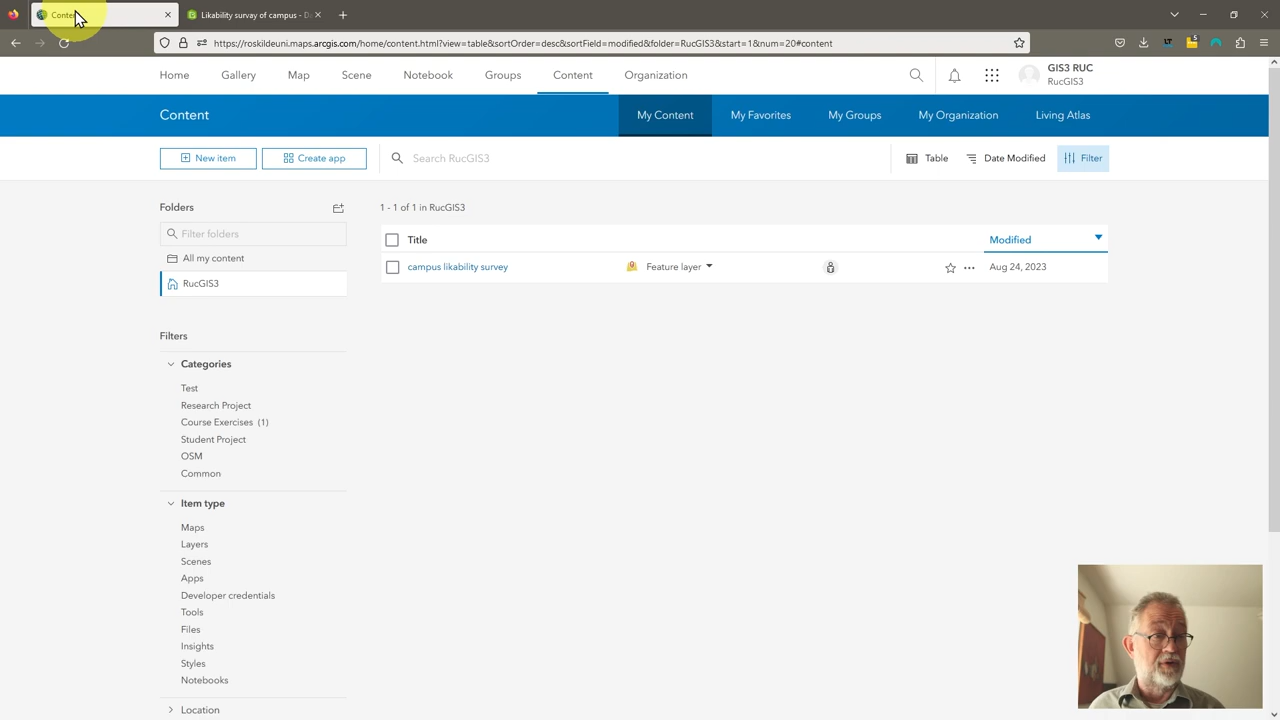 Conte
Likability survay of campus - Da
https://roskildeuni.maps.arcgis.com/home/content.html?view=table&sortOrder=desc&sortField=modified&folder=RucGIS3&start=1&num=20#content
5
Home Gallery Map Scene Notebook Groups Content Organization
GIS3 RUC
RucGIS3
Content
My Content My Favorites My Groups My Organization Living Atlas
New item Create app Search RucGIS3 Table Date Modified Filter
Folders
1 - 1 of 1 in RucGIS3
Filter folders
Title Modified
All my content
campus likability survey Feature layer Aug 24, 2023
RucGIS3
Filters
Categories
Test
Research Project
Course Exercises (1)
Student Project
OSM
Common
Item type
Maps
Layers
Scenes
Apps
Developer credentials
Tools
Files
Insights
Styles
Notebooks
Location